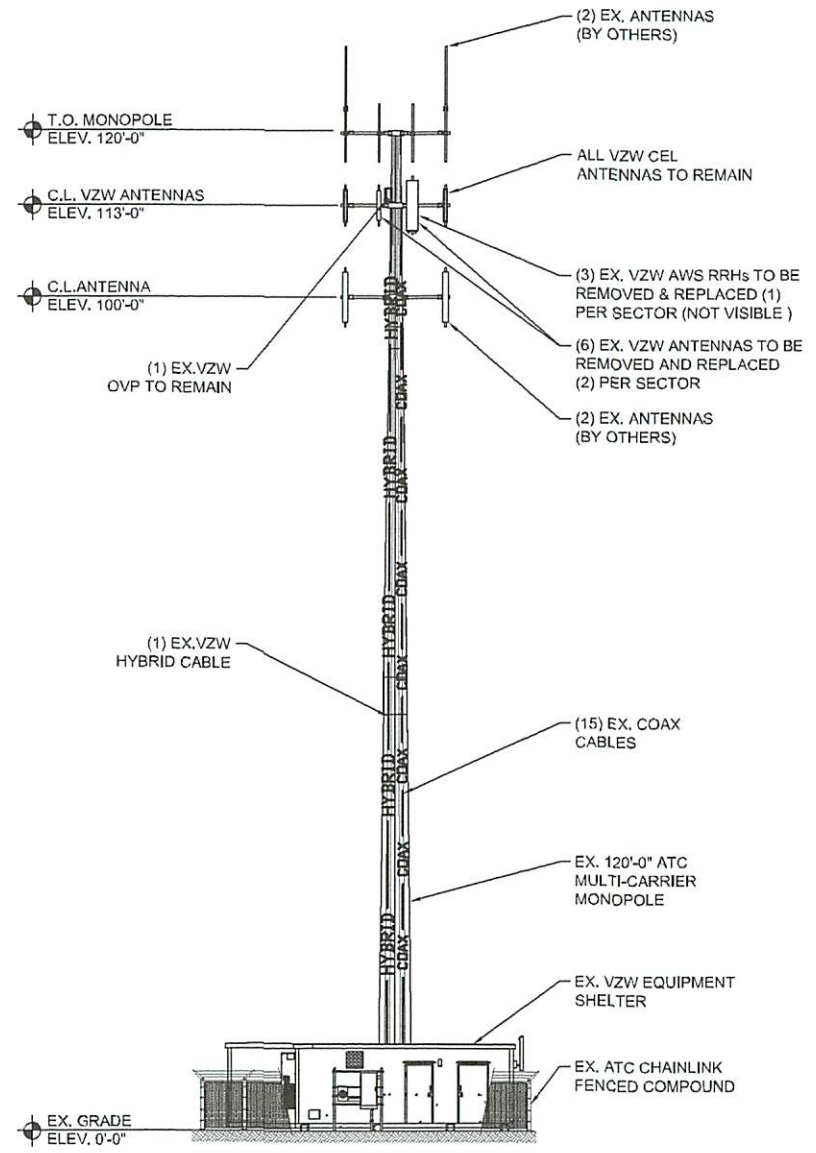 (2) EX. ANTENNAS
(BY OTHERS)
T.O. MONOPOLE
ELEV. 120'-0"
ALL VZW CEL
ANTENNAS TO REMAIN
C.L. VZW ANTENNAS
ELEV. 113'-0"
(3) EX. VZW AWS RRHs TO BE
REMOVED & REPLACED (1)
PER SECTOR (NOT VISIBLE )
C.L.ANTENNA
ELEV. 100'-0"
(6) EX. VZW ANTENNAS TO BE
REMOVED AND REPLACED
(2) PER SECTOR
(1) EX.VZW
OVP TO REMAIN
(2) EX. ANTENNAS
(BY OTHERS)
HYBRID
COAX
COAX
HYBRID
COAX
COAX
HYBRID
COAX
(1) EX.VZW
HYBRID CABLE
(15) EX. COAX
CABLES
HYBRID
COAX
COAX
EX. 120'-0" ATC
MULTI-CARRIER
MONOPOLE
HYBRID
COAX
EX. VZW EQUIPMENT
SHELTER
EX. ATC CHAINLINK
FENCED COMPOUND
EX. GRADE
ELEV. 0'-0"